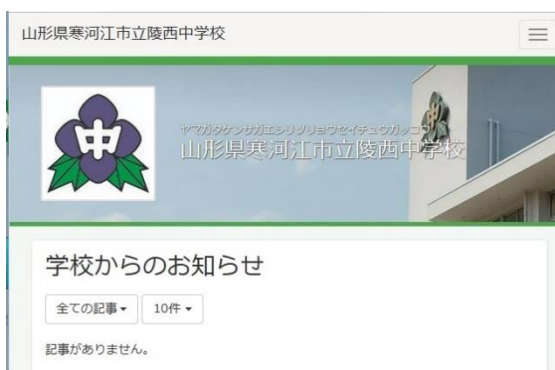 山形県寒河江市立陵西中学校
ヤマガタケンサガエシリツリョウセイチュウガッコウ
山形県寒河江市立陵西中学校
中
学校からのお知らせ
全ての記事
10件
記事がありません。